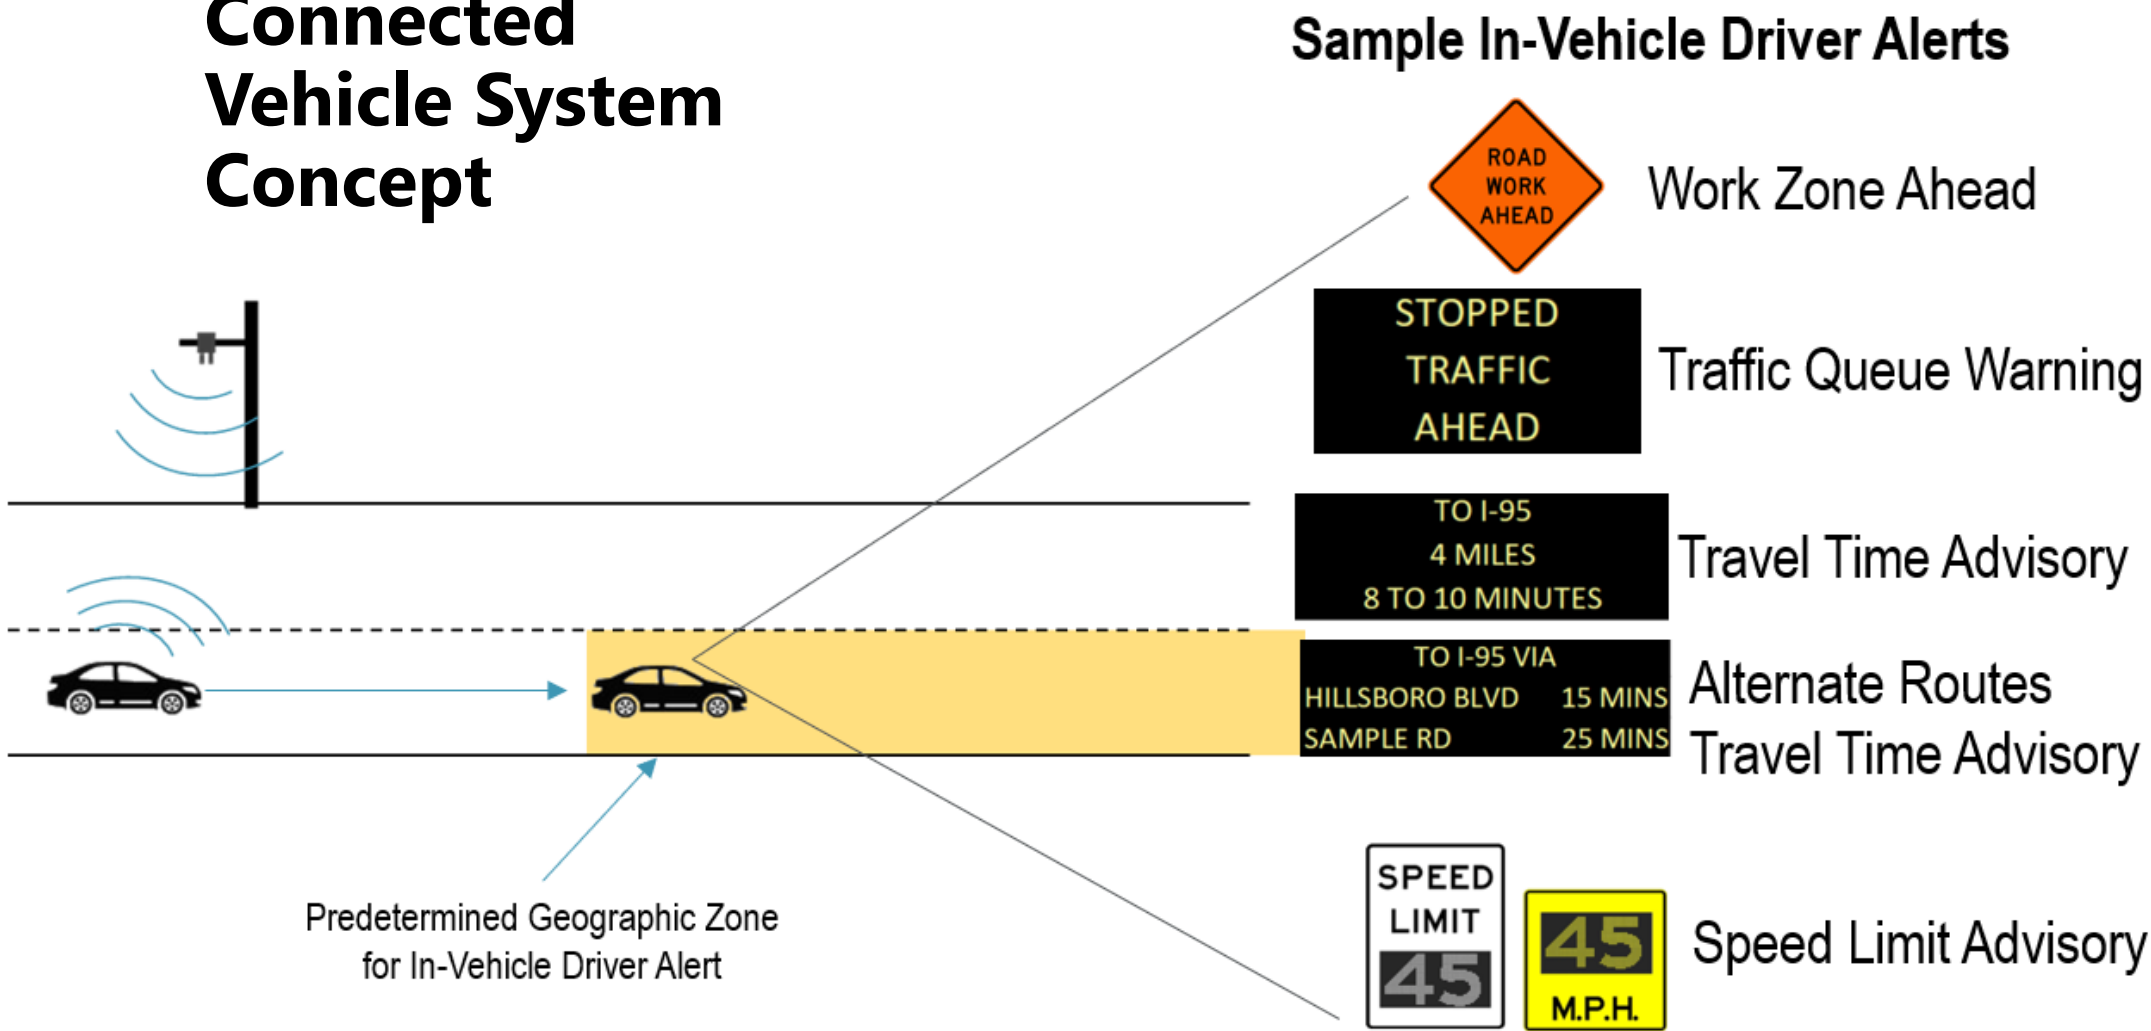 Connected
Vehicle System
Concept
Sample In-Vehicle Driver Alerts
ROAD
WORK
AHEAD
Work Zone Ahead
STOPPED
TRAFFIC
AHEAD
Traffic Queue Warning
TO I-95
4 MILES
8 TO 10 MINUTES
Travel Time Advisory
TO I-95 VIA
HILLSBORO BLVD 15 MINS
SAMPLE RD 25 MINS
Alternate Routes
Travel Time Advisory
Predetermined Geographic Zone
for In-Vehicle Driver Alert
SPEED
LIMIT
45
45
M.P.H.
Speed Limit Advisory